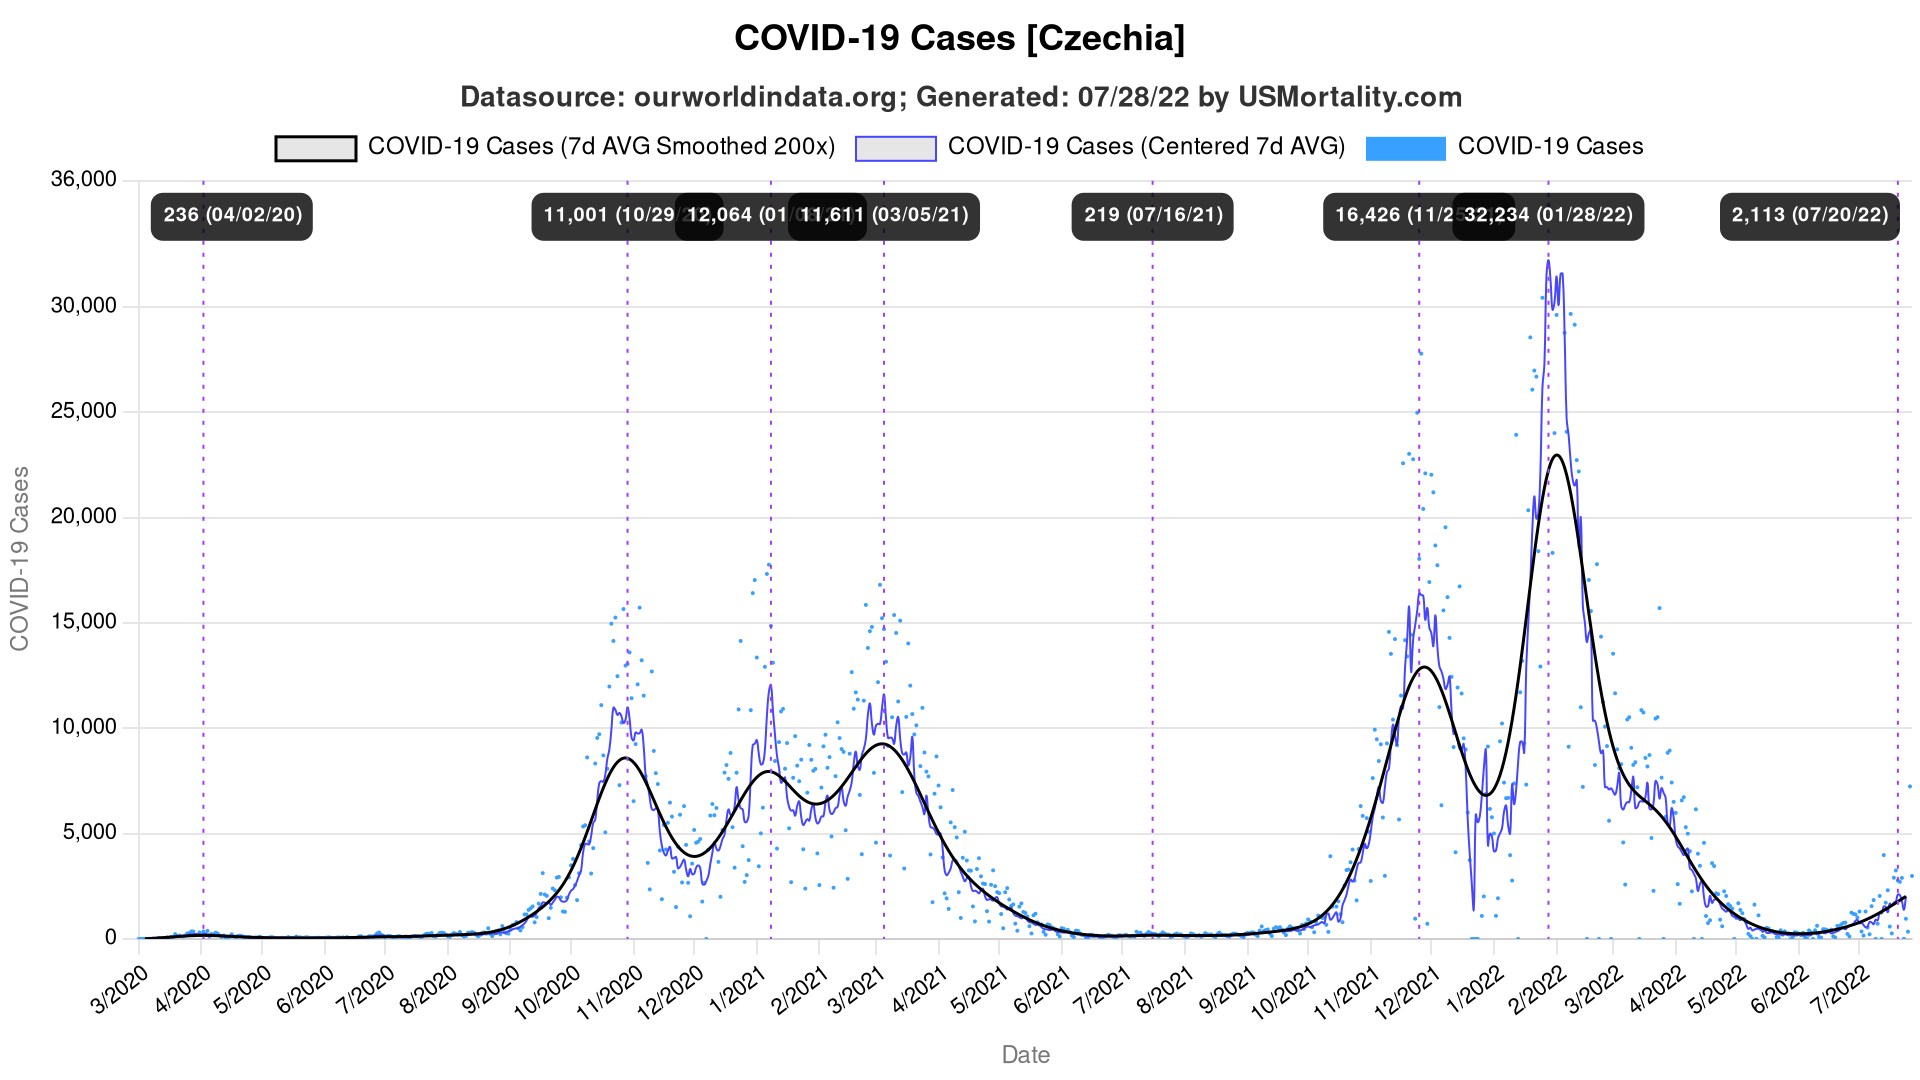 COVID-19 Cases [Czechia]
Datasource: ourworldindata.org; Generated: 07/28/22 by USMortality.com
COVID-19 Cases (7d AVG Smoothed 200x) COVID-19 Cases (Centered 7d AVG) COVID-19 Cases
236 (04/02/20) 11,001 (10/29/ 12,064 (01/ 11,611 (03/05/21) 219 (07/16/21) 16,426 (11/2 32,234 (01/28/22) 2,113 (07/20/22)
36,000
30,000
25,000
20,000
15,000
10,000
5,000
0
COVID-19 Cases
3/2020 4/2020 5/2020 6/2020 7/2020 8/2020 9/2020 10/2020 11/2020 12/2020 1/2021 2/2021 3/2021 4/2021 5/2021 6/2021 7/2021 8/2021 9/2021 10/2021 11/2021 12/2021 1/2022 2/2022 3/2022 4/2022 5/2022 6/2022 7/2022
Date